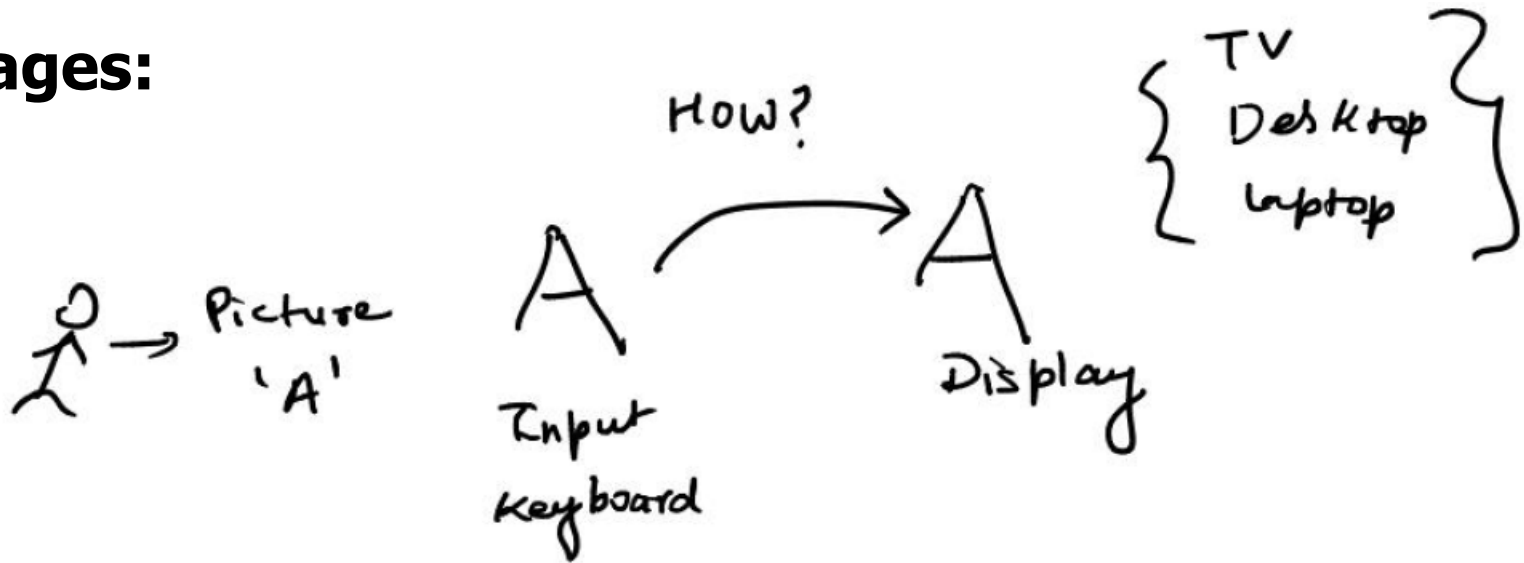 ages:
How?
TV
Desktop
laptop
Picture
'A'
A
A
Input
Keyboard
Display